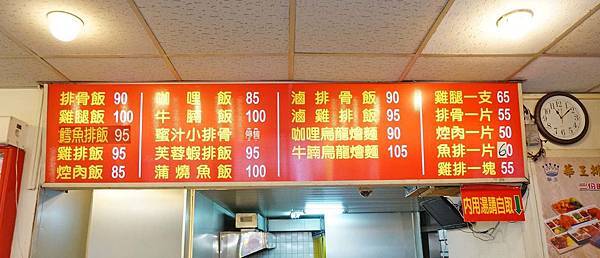 排骨飯 90
雞腿飯 100
鱈魚排飯 95
雞排飯 95
焢肉飯 85
咖哩飯 85
牛腩飯 100
蜜汁小排骨 停售
芙蓉蝦排飯 95
蒲燒魚飯 100
滷排骨飯 90
滷雞排飯 95
咖哩烏龍燴麵 90
牛腩烏龍燴麵 105
雞腿一支 65
排骨一片 55
焢肉一片 50
魚排一片 60
雞排一塊 55
內用湯請自取
華王